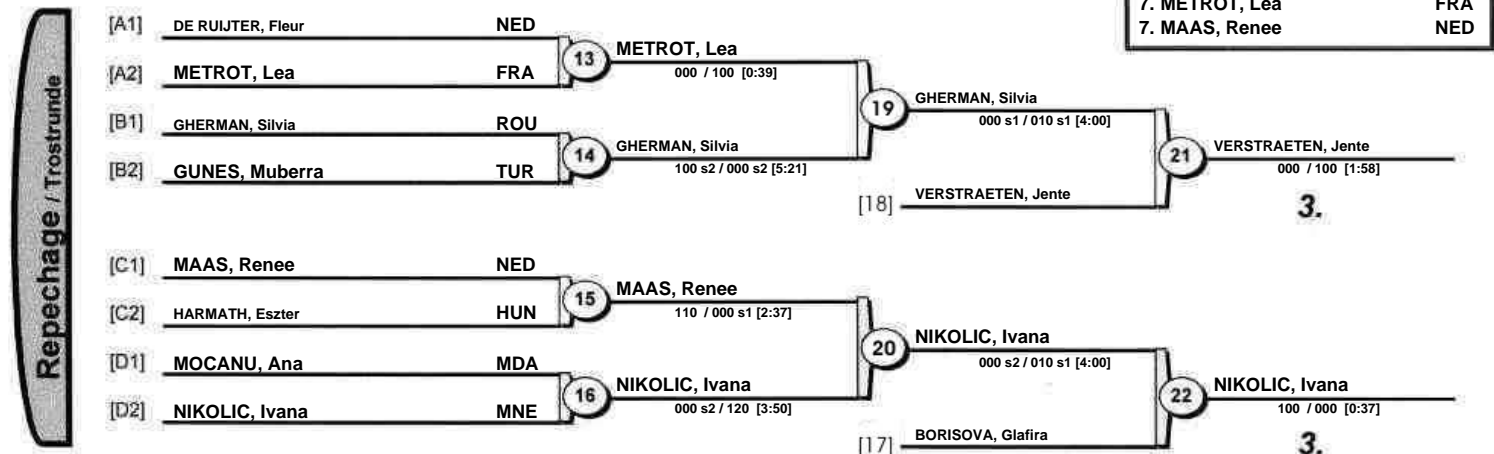 7. METROT, Lea FRA
7. MAAS, Renee NED
Repechage / Trostrunde
[A1] DE RUIJTER, Fleur NED
[A2] METROT, Lea FRA
13
METROT, Lea
000 / 100 [0:39]
[B1] GHERMAN, Silvia ROU
[B2] GUNES, Muberra TUR
14
GHERMAN, Silvia
100 s2 / 000 s2 [5:21]
19
GHERMAN, Silvia
000 s1 / 010 s1 [4:00]
[18] VERSTRAETEN, Jente
21
VERSTRAETEN, Jente
000 / 100 [1:58]
3.
[C1] MAAS, Renee NED
[C2] HARMATH, Eszter HUN
15
MAAS, Renee
110 / 000 s1 [2:37]
[D1] MOCANU, Ana MDA
[D2] NIKOLIC, Ivana MNE
16
NIKOLIC, Ivana
000 s2 / 120 [3:50]
20
NIKOLIC, Ivana
000 s2 / 010 s1 [4:00]
[17] BORISOVA, Glafira
22
NIKOLIC, Ivana
100 / 000 [0:37]
3.